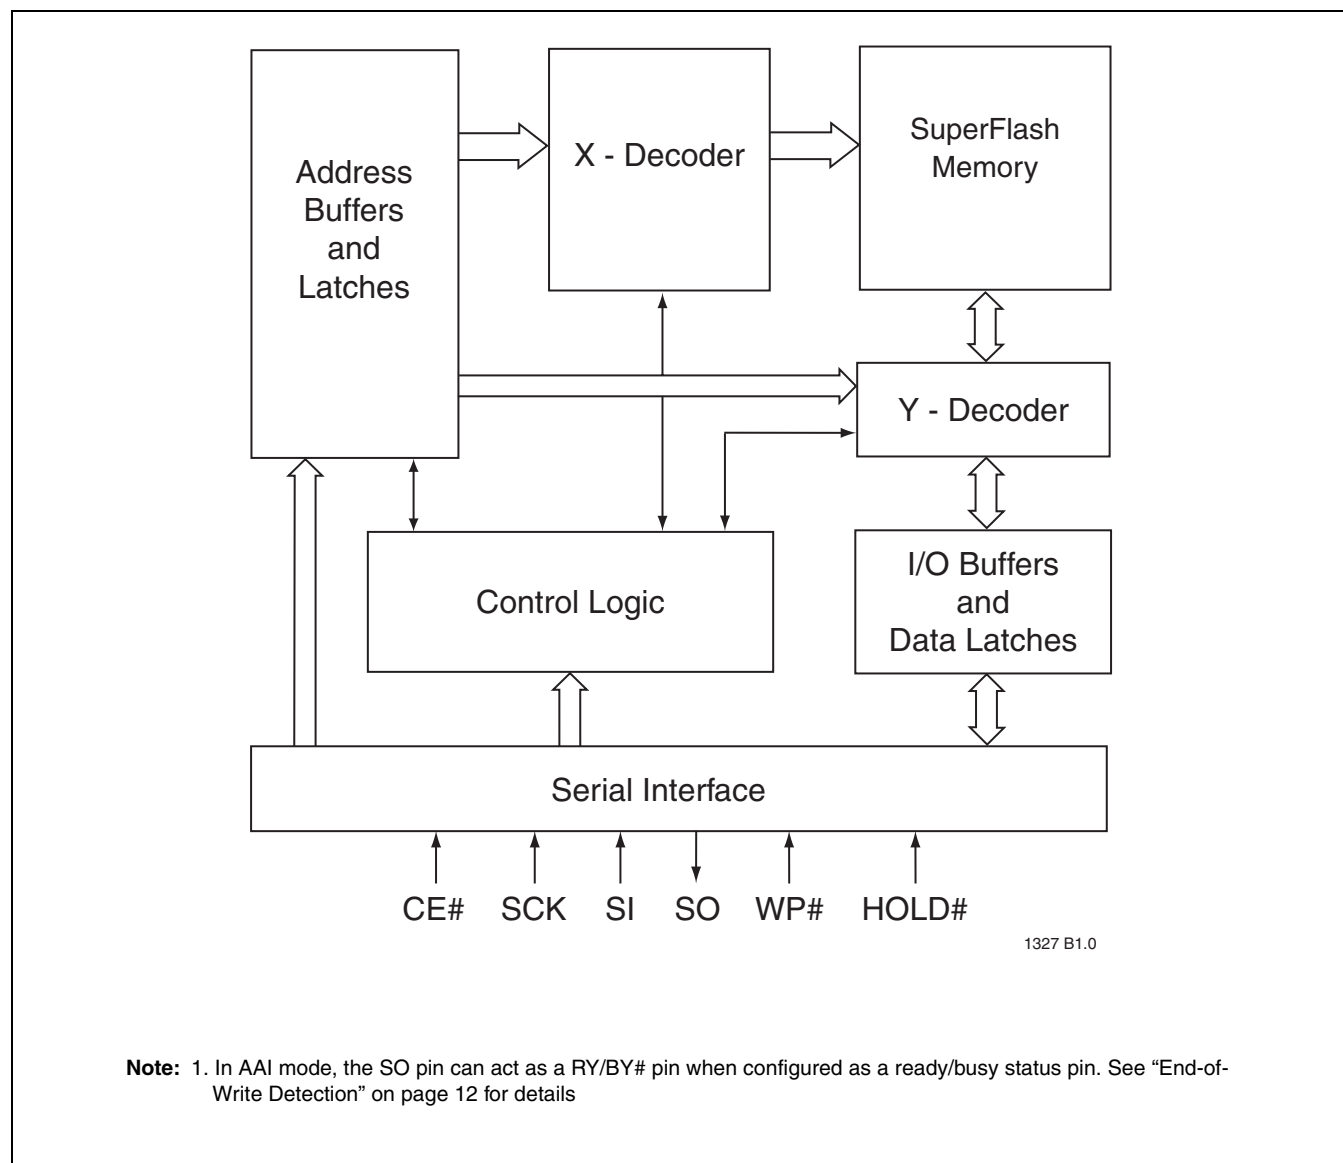 Address
Buffers
and
Latches
X - Decoder
SuperFlash
Memory
Y - Decoder
Control Logic
I/O Buffers
and
Data Latches
Serial Interface
CE# SCK SI SO WP# HOLD#
1327 B1.0
Note: 1. In AAI mode, the SO pin can act as a RY/BY# pin when configured as a ready/busy status pin. See “End-of-
Write Detection” on page 12 for details